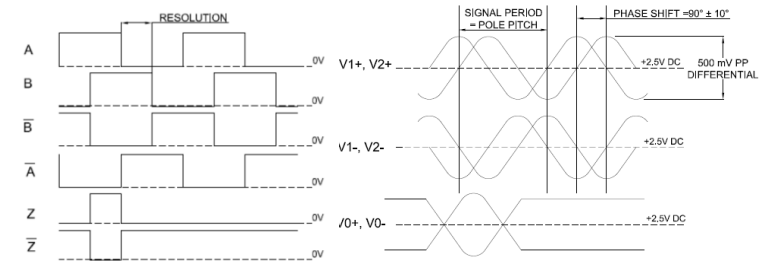 RESOLUTION
A
0V
B
0V
B
0V
A
0V
Z
0V
Z
0V
SIGNAL PERIOD
= POLE PITCH
PHASE SHIFT =90° ± 10°
V1+, V2+
+2.5V DC
500 mV PP
DIFFERENTIAL
V1-, V2-
+2.5V DC
V0+, V0-
+2.5V DC